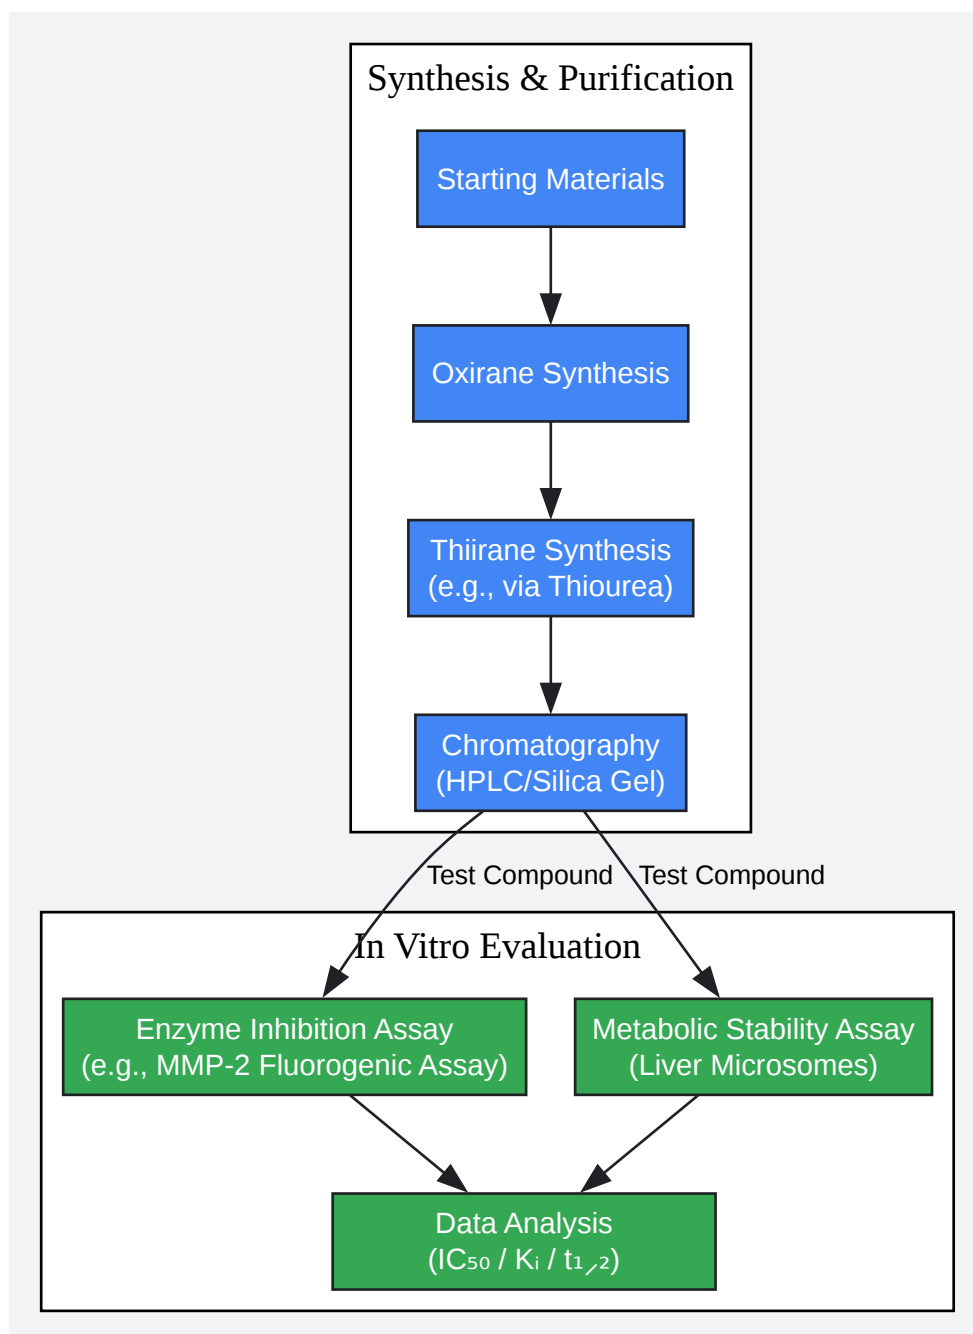 Synthesis & Purification
Starting Materials
Oxirane Synthesis
Thiirane Synthesis
(e.g., via Thiourea)
Chromatography
(HPLC/Silica Gel)
Test Compound
Test Compound
In Vitro Evaluation
Enzyme Inhibition Assay
(e.g., MMP-2 Fluorogenic Assay)
Metabolic Stability Assay
(Liver Microsomes)
Data Analysis
(IC₅₀ / Kᵢ / t₁⸝₂)